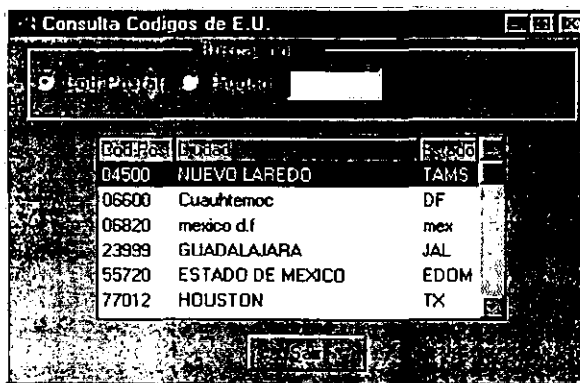 Consulta Codigos de E.U.
Cod.Pos Ciudad Estado
04500 NUEVO LAREDO TAMS
06600 Cuauhtemoc DF
06820 mexico d.f mex
23999 GUADALAJARA JAL
55720 ESTADO DE MEXICO EDOM
77012 HOUSTON TX